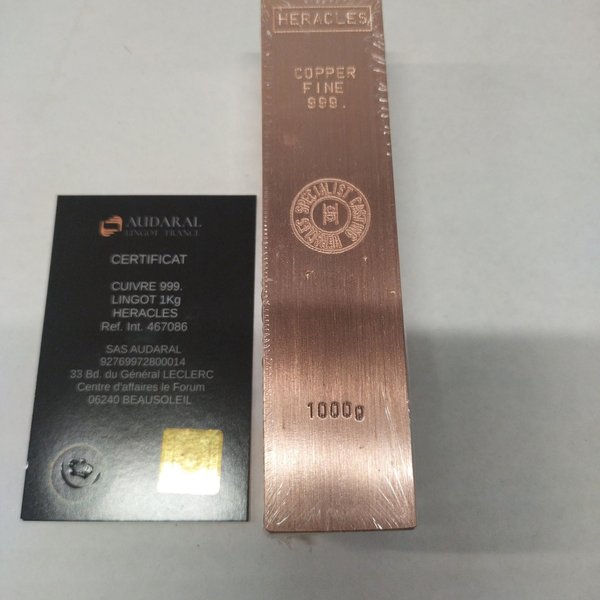 HERACLES
COPPER
FINE
999.
SPECIALIST CASTING HERACLES
1000g
AUDARAL
LINGOT FRANCE
CERTIFICAT
CUIVRE 999.
LINGOT 1Kg
HERACLES
Ref. Int. 467086
SAS AUDARAL
92769972800014
33 Bd. du Général LECLERC
Centre d'affaires le Forum
06240 BEAUSOLEIL